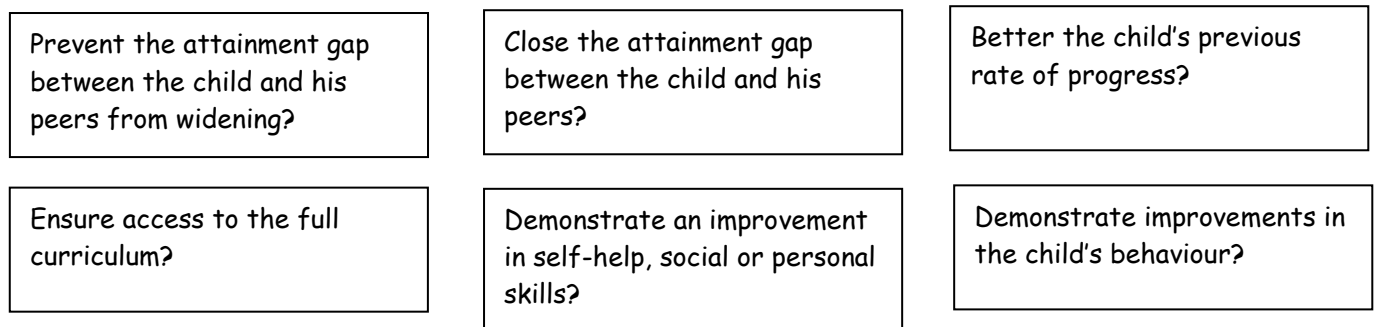 Prevent the attainment gap
between the child and his
peers from widening?
Close the attainment gap
between the child and his
peers?
Better the child's previous
rate of progress?
Ensure access to the full
curriculum?
Demonstrate an improvement
in self-help, social or personal
skills?
Demonstrate improvements in
the child's behaviour?